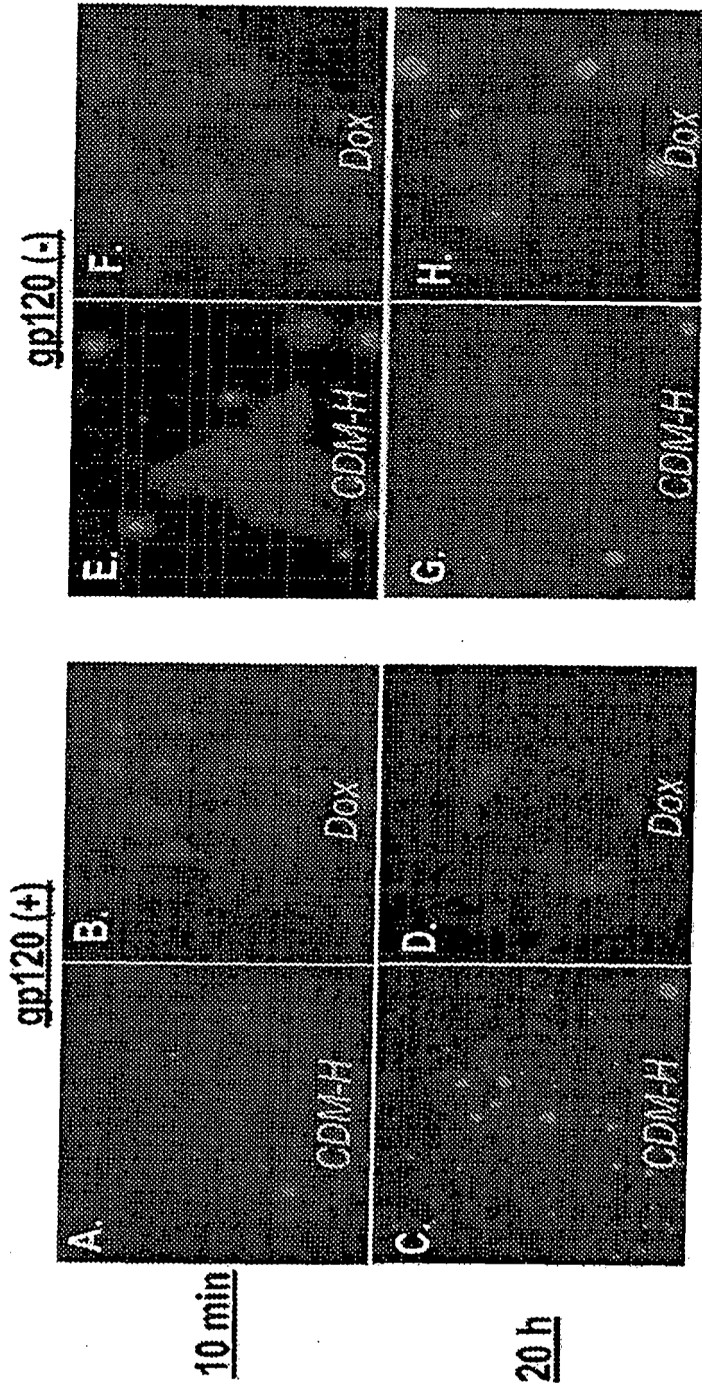 gp120 (+)
gp120 (-)
10 min
A.
CDM-H
B.
Dox
E.
CDM-H
F.
Dox
20 h
C.
CDM-H
D.
Dox
G.
CDM-H
H.
Dox